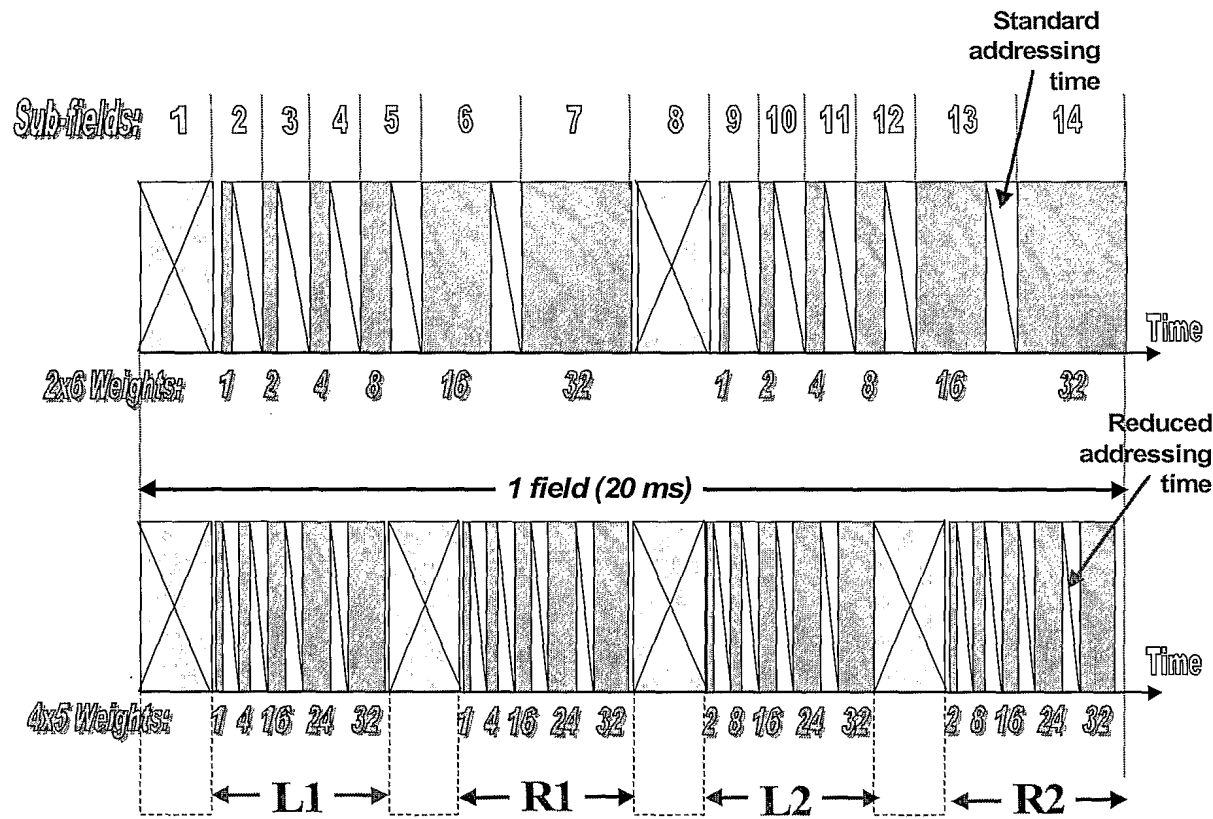 Standard
addressing
time
Sub-fields: 1 2 3 4 5 6 7 8 9 10 11 12 13 14
Time
2x6 Weights: 1 2 4 8 16 32 1 2 4 8 16 32
Reduced
addressing
time
1 field (20 ms)
Time
4x5 Weights: 1 4 16 24 32 1 4 16 24 32 2 8 16 24 32 2 8 16 24 32
L1 R1 L2 R2